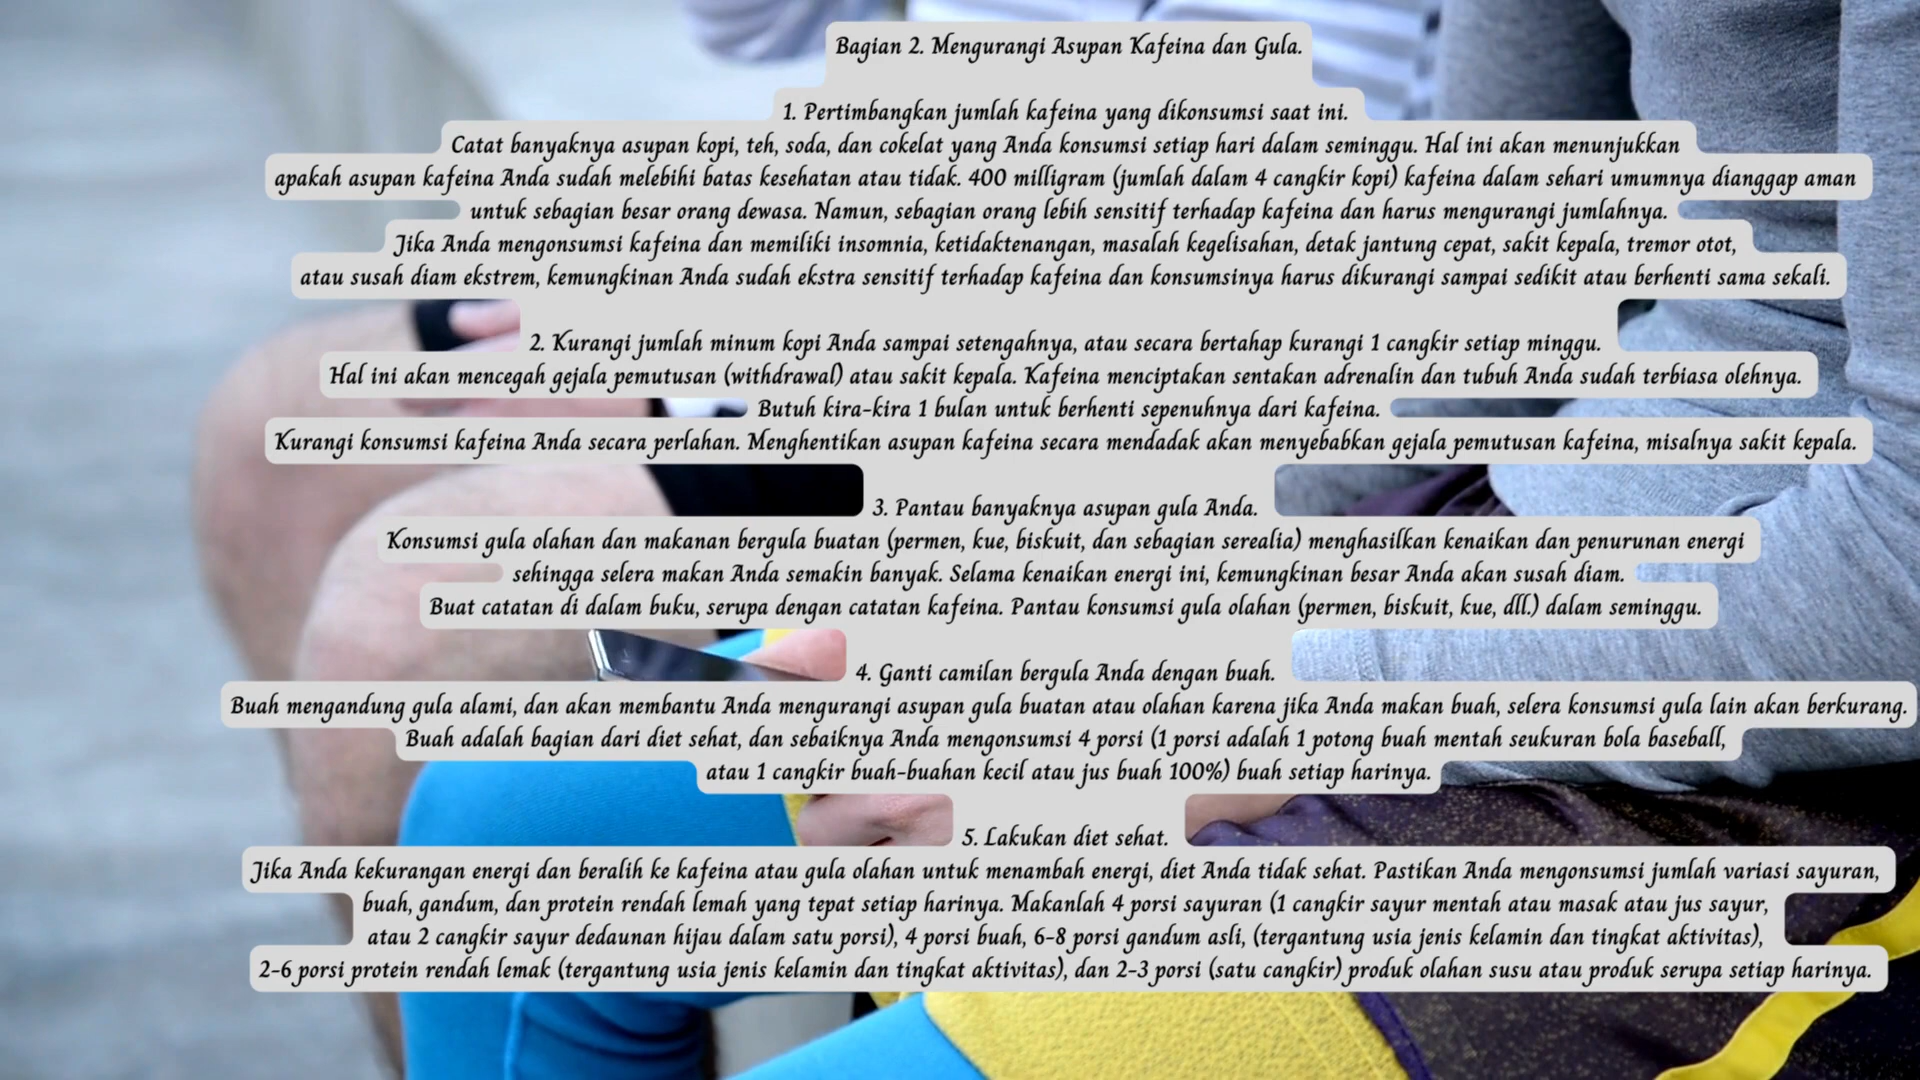 Bagian 2. Mengurangi Asupan Kafeina dan Gula.
1. Pertimbangkan jumlah kafeina yang dikonsumsi saat ini.
Catat banyaknya asupan kopi, teh, soda, dan cokelat yang Anda konsumsi setiap hari dalam seminggu. Hal ini akan menunjukkan
apakah asupan kafeina Anda sudah melebihi batas kesehatan atau tidak. 400 milligram (jumlah dalam 4 cangkir kopi) kafeina dalam sehari umumnya dianggap aman
untuk sebagian besar orang dewasa. Namun, sebagian orang lebih sensitif terhadap kafeina dan harus mengurangi jumlahnya.
Jika Anda mengonsumsi kafeina dan memiliki insomnia, ketidaktenangan, masalah kegelisahan, detak jantung cepat, sakit kepala, tremor otot,
atau susah diam ekstrem, kemungkinan Anda sudah ekstra sensitif terhadap kafeina dan konsumsinya harus dikurangi sampai sedikit atau berhenti sama sekali.
2. Kurangi jumlah minum kopi Anda sampai setengahnya, atau secara bertahap kurangi 1 cangkir setiap minggu.
Hal ini akan mencegah gejala pemutusan (withdrawal) atau sakit kepala. Kafeina menciptakan sentakan adrenalin dan tubuh Anda sudah terbiasa olehnya.
Butuh kira-kira 1 bulan untuk berhenti sepenuhnya dari kafeina.
Kurangi konsumsi kafeina Anda secara perlahan. Menghentikan asupan kafeina secara mendadak akan menyebabkan gejala pemutusan kafeina, misalnya sakit kepala.
3. Pantau banyaknya asupan gula Anda.
Konsumsi gula olahan dan makanan bergula buatan (permen, kue, biskuit, dan sebagian serealia) menghasilkan kenaikan dan penurunan energi
sehingga selera makan Anda semakin banyak. Selama kenaikan energi ini, kemungkinan besar Anda akan susah diam.
Buat catatan di dalam buku, serupa dengan catatan kafeina. Pantau konsumsi gula olahan (permen, biskuit, kue, dll.) dalam seminggu.
4. Ganti camilan bergula Anda dengan buah.
Buah mengandung gula alami, dan akan membantu Anda mengurangi asupan gula buatan atau olahan karena jika Anda makan buah, selera konsumsi gula lain akan berkurang.
Buah adalah bagian dari diet sehat, dan sebaiknya Anda mengonsumsi 4 porsi (1 porsi adalah 1 potong buah mentah seukuran bola baseball,
atau 1 cangkir buah-buahan kecil atau jus buah 100%) buah setiap harinya.
5. Lakukan diet sehat.
Jika Anda kekurangan energi dan beralih ke kafeina atau gula olahan untuk menambah energi, diet Anda tidak sehat. Pastikan Anda mengonsumsi jumlah variasi sayuran,
buah, gandum, dan protein rendah lemah yang tepat setiap harinya. Makanlah 4 porsi sayuran (1 cangkir sayur mentah atau masak atau jus sayur,
atau 2 cangkir sayur dedaunan hijau dalam satu porsi), 4 porsi buah, 6-8 porsi gandum asli, (tergantung usia jenis kelamin dan tingkat aktivitas),
2-6 porsi protein rendah lemak (tergantung usia jenis kelamin dan tingkat aktivitas), dan 2-3 porsi (satu cangkir) produk olahan susu atau produk serupa setiap harinya.